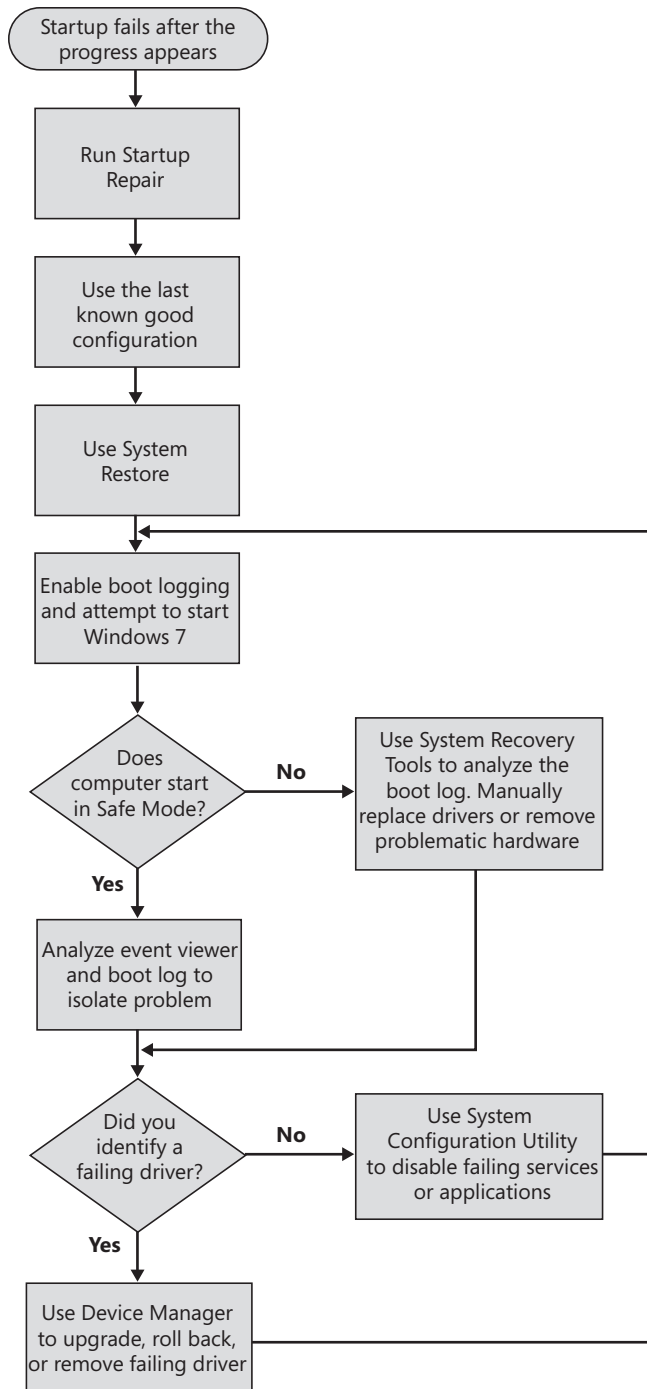 Startup fails after the
progress appears
Run Startup
Repair
Use the last
known good
configuration
Use System
Restore
Enable boot logging
and attempt to start
Windows 7
Does
computer start
in Safe Mode?
No
Use System Recovery
Tools to analyze the
boot log. Manually
replace drivers or remove
problematic hardware
Yes
Analyze event viewer
and boot log to
isolate problem
Did you
identify a
failing driver?
No
Use System
Configuration Utility
to disable failing services
or applications
Yes
Use Device Manager
to upgrade, roll back,
or remove failing driver